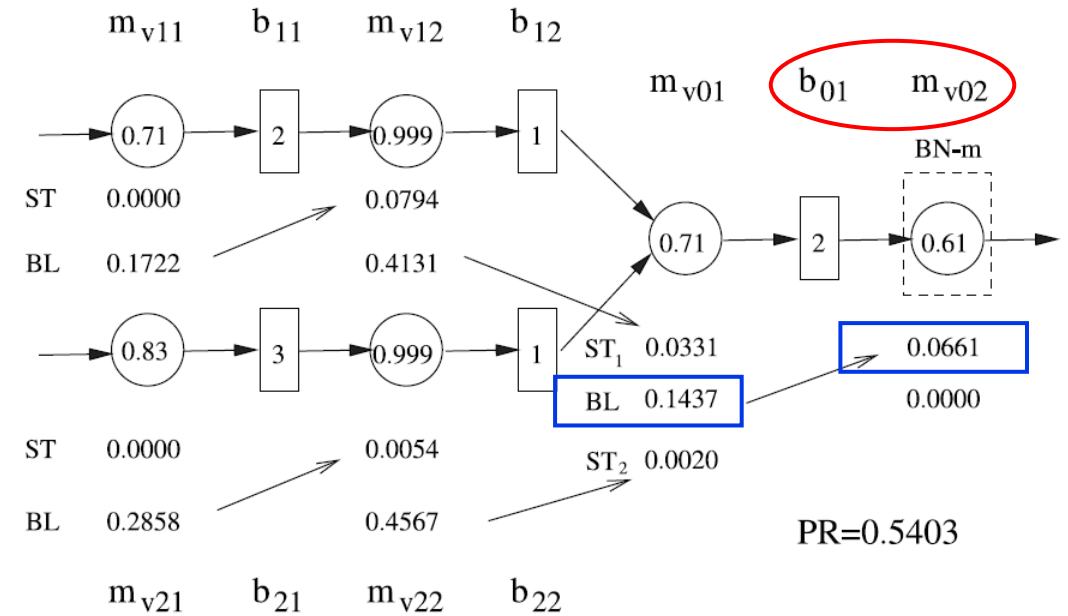 m v11 b 11 m v12 b 12
m v01 b 01 m v02
BN-m
0.71 2 0.999 1
ST 0.0000 0.0794
0.71 2 0.61
BL 0.1722 0.4131
0.83 3 0.999 1
ST1 0.0331 0.0661
BL 0.1437 0.0000
ST 0.0000 0.0054
ST2 0.0020
BL 0.2858 0.4567
PR=0.5403
m v21 b 21 m v22 b 22